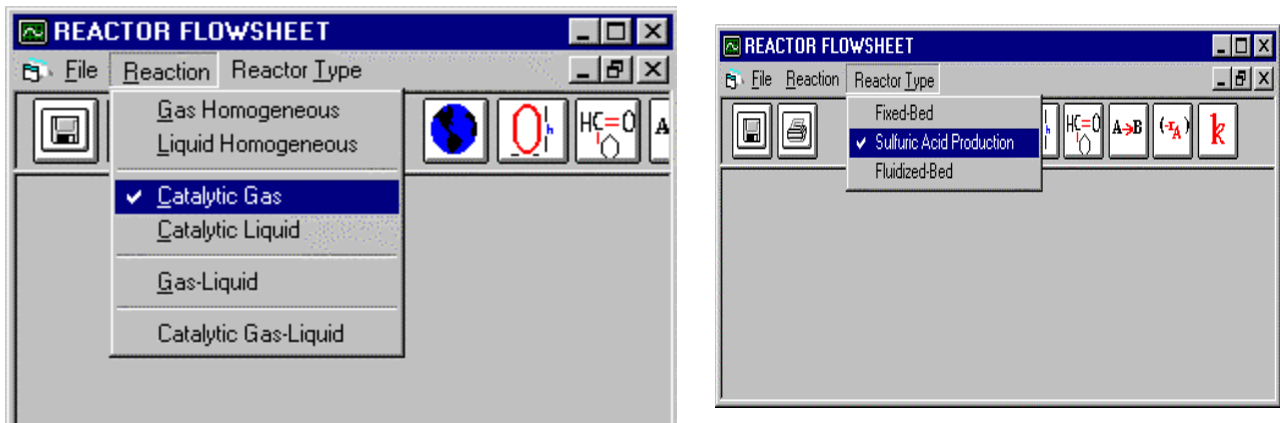 REACTOR FLOWSHEET
File Reaction Reactor Type
Gas Homogeneous
Liquid Homogeneous
Catalytic Gas
Catalytic Liquid
Gas-Liquid
Catalytic Gas-Liquid
h
HC=O
A
REACTOR FLOWSHEET
File Reaction Reactor Type
Fixed-Bed
Sulfuric Acid Production
Fluidized-Bed
h
HC=O
A→B
(-rA)
k